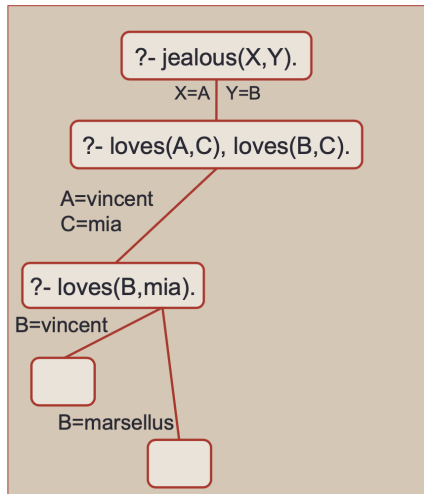 ?- jealous(X,Y).
X=A Y=B
?- loves(A,C), loves(B,C).
A=vincent
C=mia
?- loves(B,mia).
B=vincent
B=marsellus